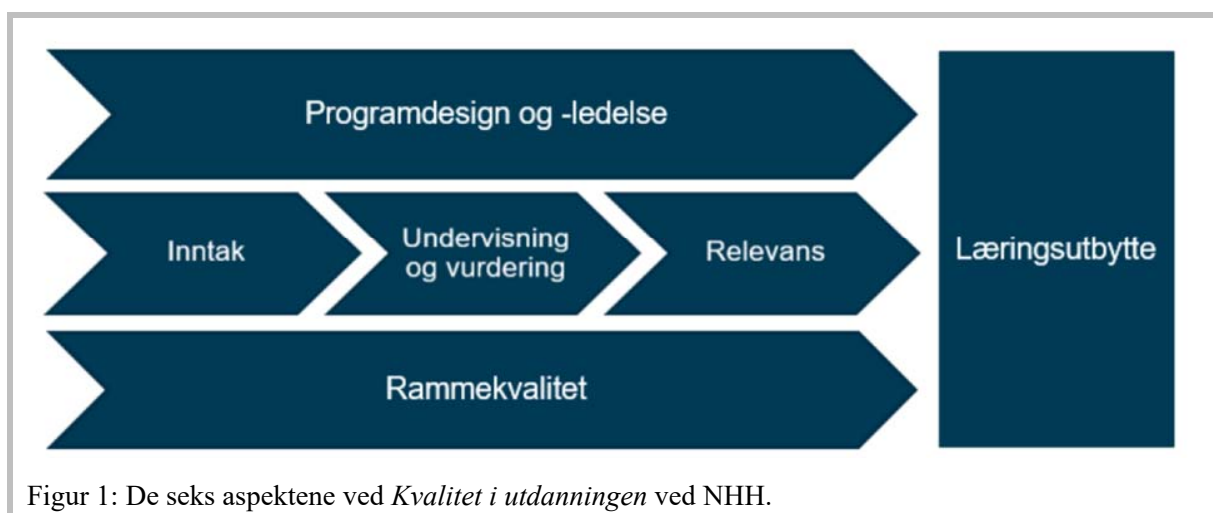 Programdesign og -ledelse
Inntak
Undervisning
og vurdering
Relevans
Læringsutbytte
Rammekvalitet
Figur 1: De seks aspektene ved Kvalitet i utdanningen ved NHH.